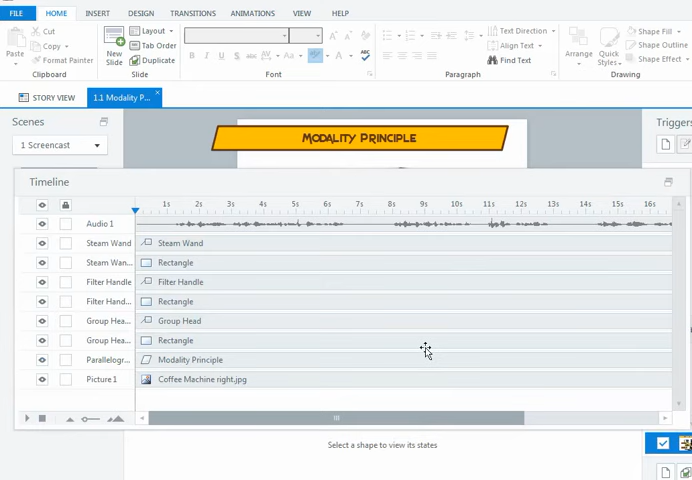 FILE HOME INSERT DESIGN TRANSITIONS ANIMATIONS VIEW HELP
Cut Layout Text Direction Shape Fill
Copy Tab Order Align Text Shape Outline
Paste Format Painter New Slide Duplicate Find Text Arrange Quick Styles Shape Effect
Clipboard Slide Font Paragraph Drawing
STORY VIEW 1.1 Modality P...
Scenes Triggers
MODALITY PRINCIPLE
1 Screencast
Timeline
1s 2s 3s 4s 5s 6s 7s 8s 9s 10s 11s 12s 13s 14s 15s 16s
Audio 1
Steam Wand Steam Wand
Steam Wan... Rectangle
Filter Handle Filter Handle
Filter Hand... Rectangle
Group Hea... Group Head
Group Hea... Rectangle
Parallelogr... Modality Principle
Picture 1 Coffee Machine right.jpg
Select a shape to view its states